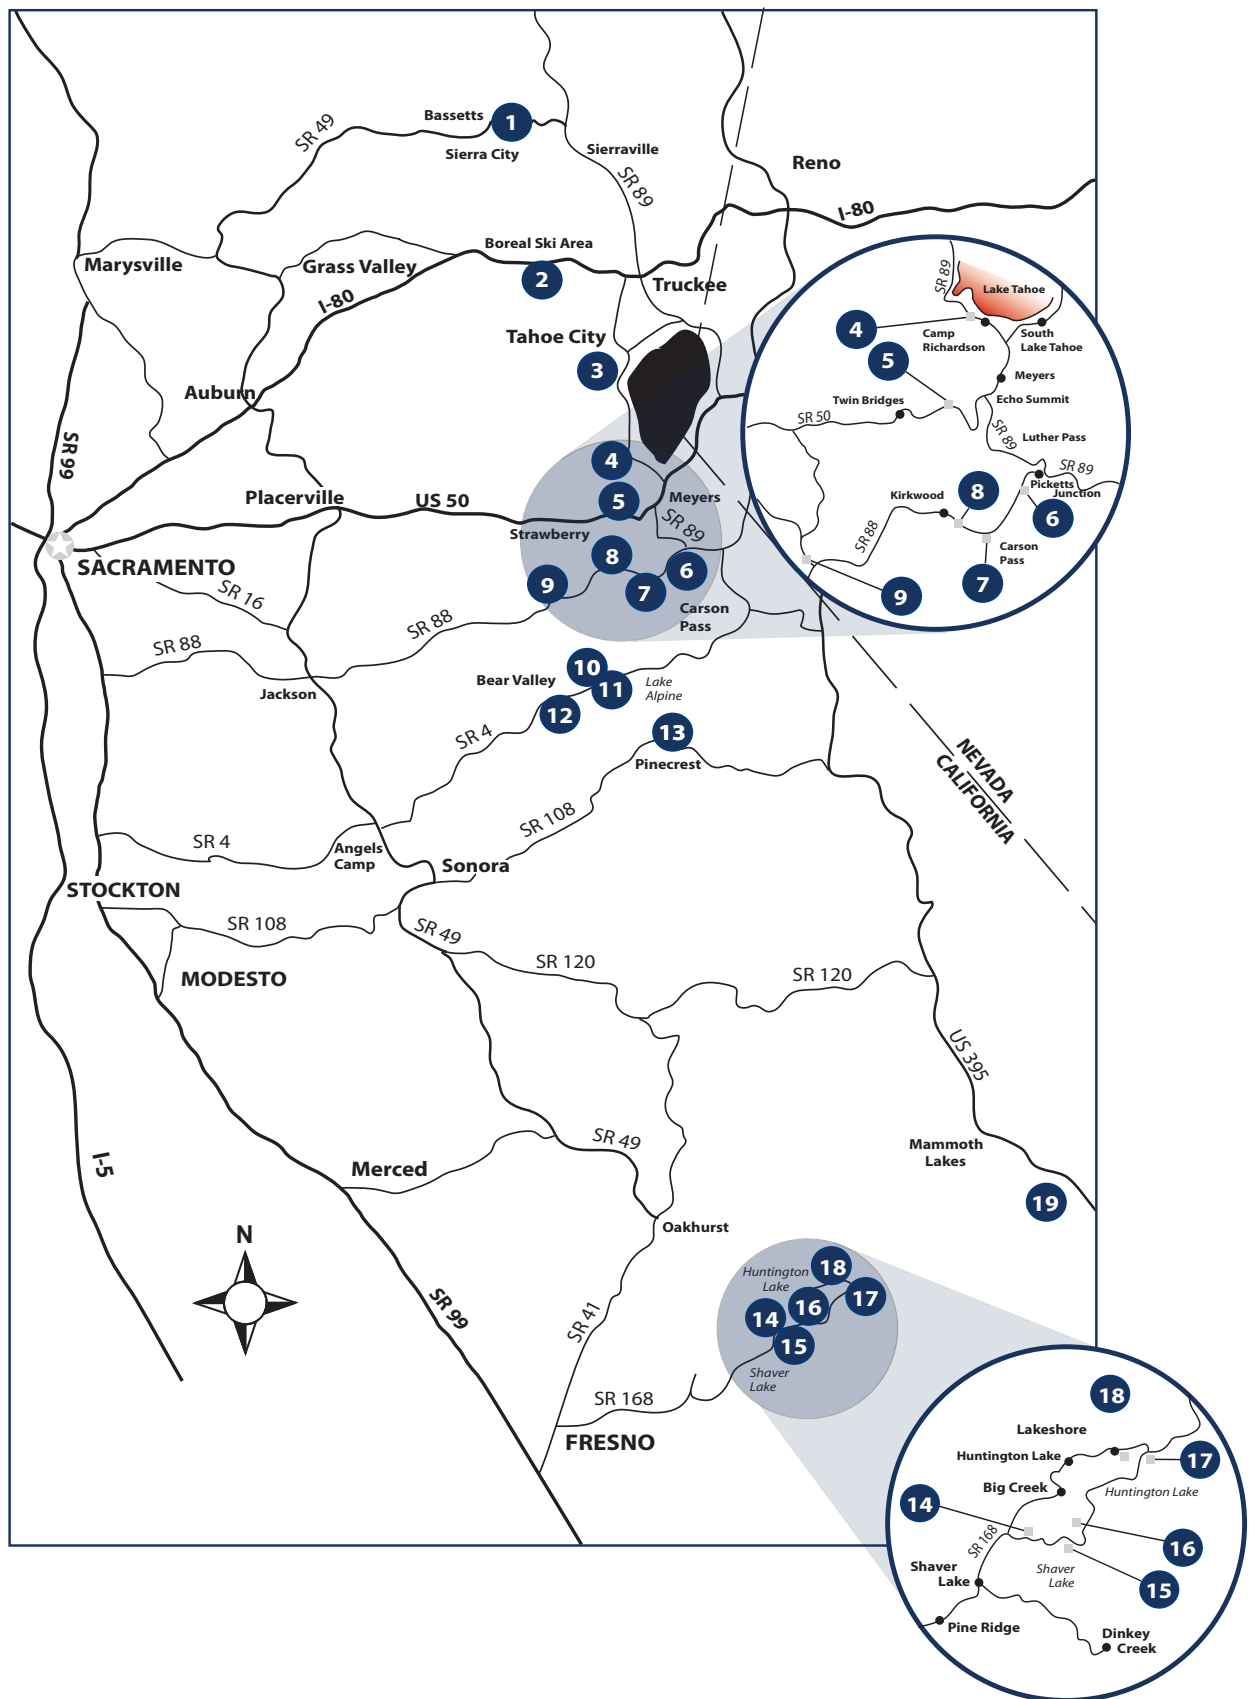 Bassetts
1
SR 49
Sierra City
Sierraville
SR 89
Reno
I-80
Boreal Ski Area
2
Marysville
Grass Valley
I-80
Truckee
Tahoe City
3
Auburn
SR 99
4
5
Placerville
US 50
Meyers
SR 89
Strawberry
8
9
7
6
Carson
Pass
SACRAMENTO
SR 16
SR 88
SR 88
Jackson
Bear Valley
10
11
12
Lake
Alpine
SR 4
13
Pinecrest
NEVADA
CALIFORNIA
SR 108
SR 4
Angels
Camp
Sonora
STOCKTON
SR 108
SR 49
SR 120
SR 120
MODESTO
US 395
I-5
SR 49
Merced
Mammoth
Lakes
19
Oakhurst
N
SR 99
SR 41
Huntington
Lake
18
17
16
14
15
Shaver
Lake
SR 168
FRESNO
SR 89
Lake Tahoe
4
Camp
Richardson
South
Lake Tahoe
5
Meyers
Twin Bridges
Echo Summit
SR 50
SR 89
Luther Pass
SR 89
Picketts
Junction
Kirkwood
8
6
SR 88
Carson
Pass
7
9
18
Lakeshore
Huntington Lake
17
Big Creek
Huntington Lake
14
SR 168
16
Shaver
Lake
Shaver
Lake
15
Pine Ridge
Dinkey
Creek